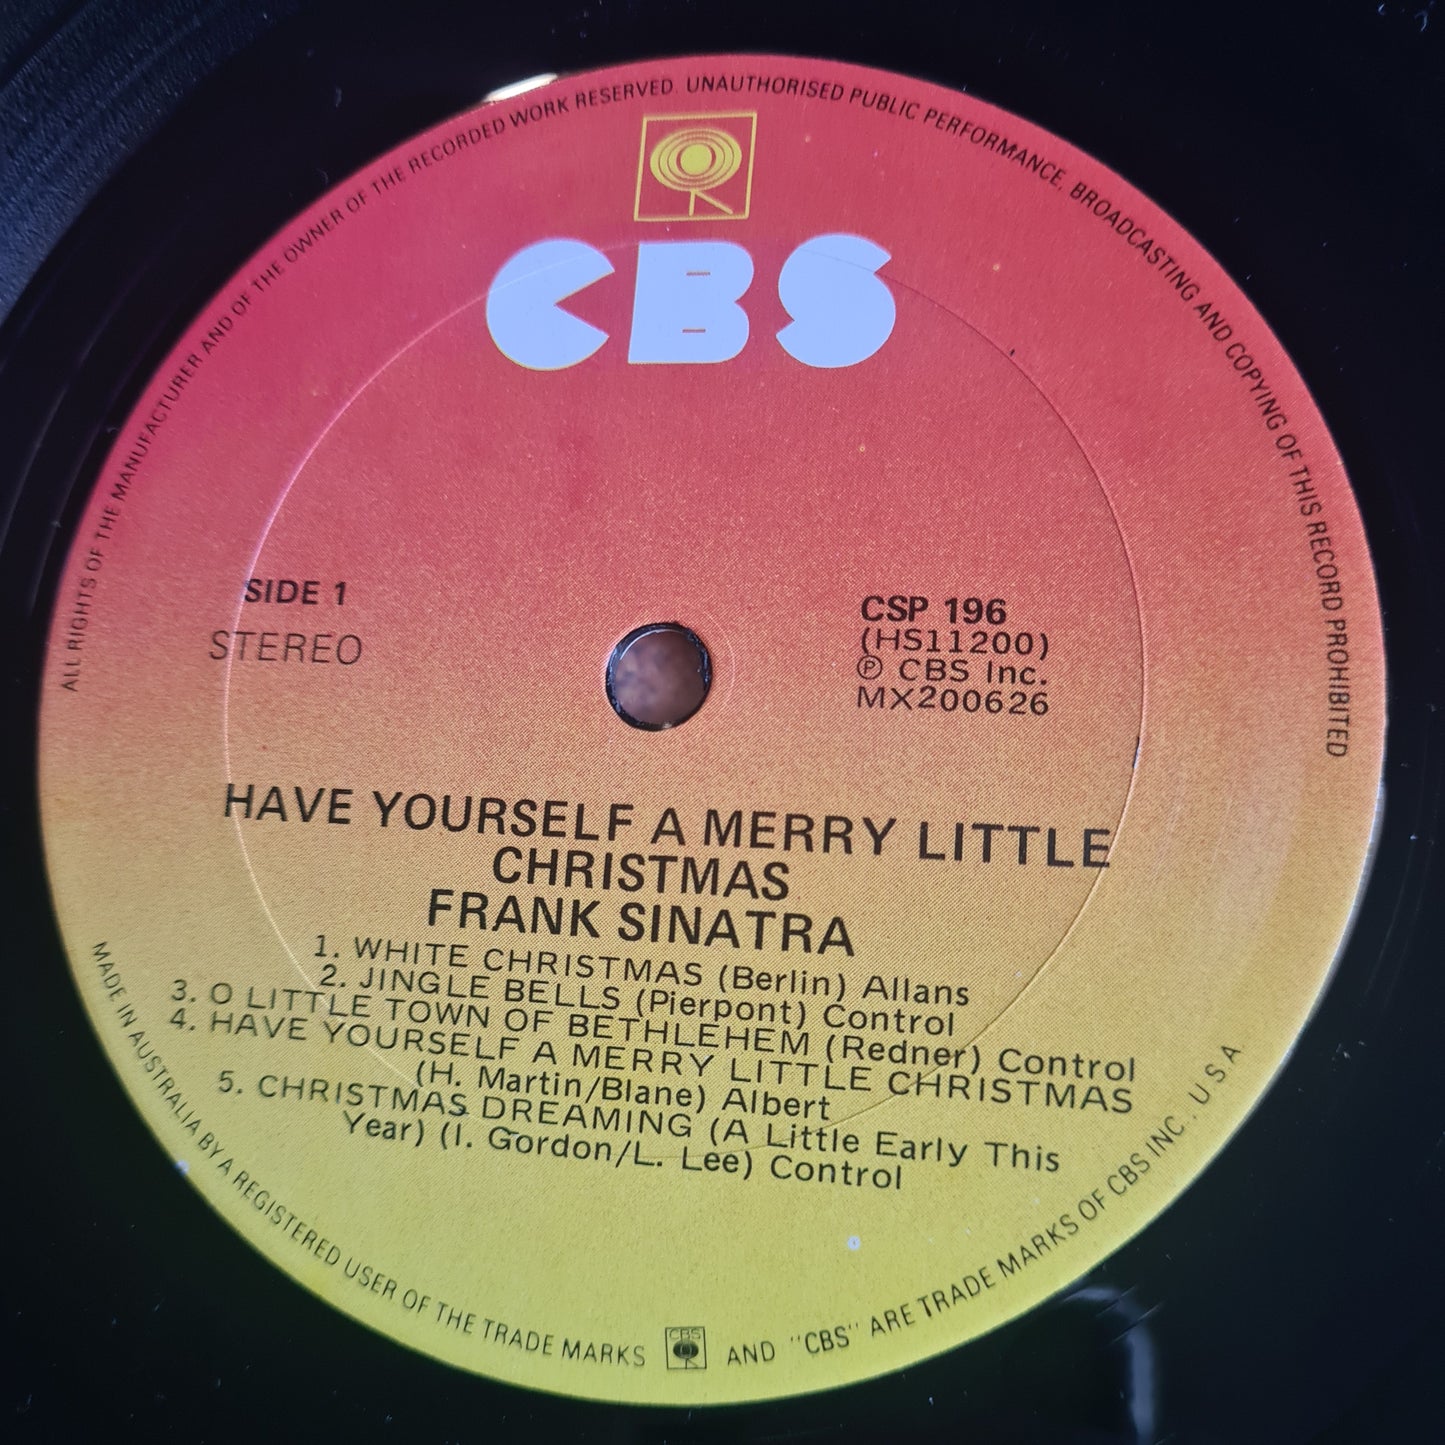 ALL RIGHTS OF THE MANUFACTURER AND OF THE OWNER OF THE RECORDED WORK RESERVED. UNAUTHORISED PUBLIC PERFORMANCE, BROADCASTING AND COPYING OF THIS RECORD PROHIBITED
CBS
SIDE 1
STEREO
CSP 196
(HS11200)
Ⓟ CBS Inc.
MX200626
HAVE YOURSELF A MERRY LITTLE
CHRISTMAS
FRANK SINATRA
1. WHITE CHRISTMAS (Berlin) Allans
2. JINGLE BELLS (Pierpont) Control
3. O LITTLE TOWN OF BETHLEHEM (Redner) Control
4. HAVE YOURSELF A MERRY LITTLE CHRISTMAS
(H. Martin/Blane) Albert
5. CHRISTMAS DREAMING (A Little Early This
Year) (I. Gordon/L. Lee) Control
MADE IN AUSTRALIA BY A REGISTERED USER OF THE TRADE MARKS CBS AND "CBS" ARE TRADE MARKS OF CBS INC., U.S.A.